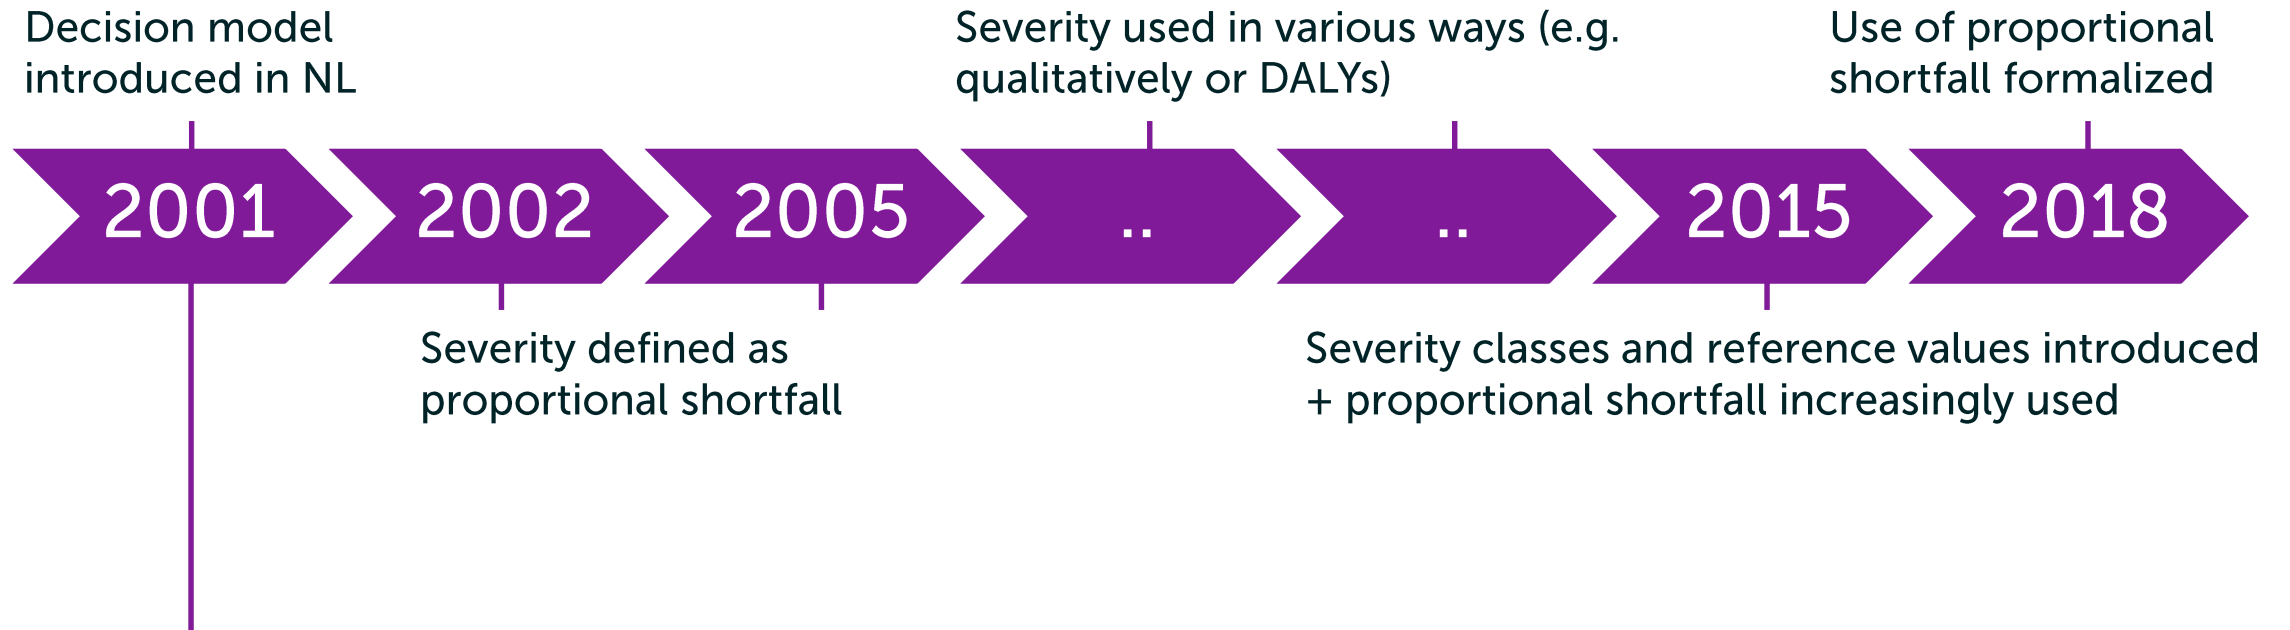 Decision model
introduced in NL
Severity used in various ways (e.g.
qualitatively or DALYs)
Use of proportional
shortfall formalized
2001
2002
2005
..
..
2015
2018
Severity defined as
proportional shortfall
Severity classes and reference values introduced
+ proportional shortfall increasingly used